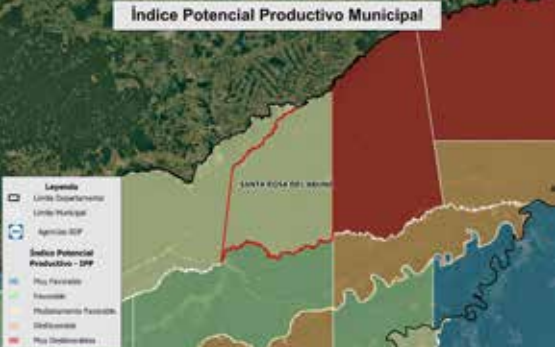 Índice Potencial Productivo Municipal
SANTA ROSA DEL ABUNÁ
Leyenda
Límite Departamental
Límite Municipal
Agencias BDP
Índice Potencial
Productivo - IPP
Muy Favorable
Favorable
Medianamente Favorable
Desfavorable
Muy Desfavorable